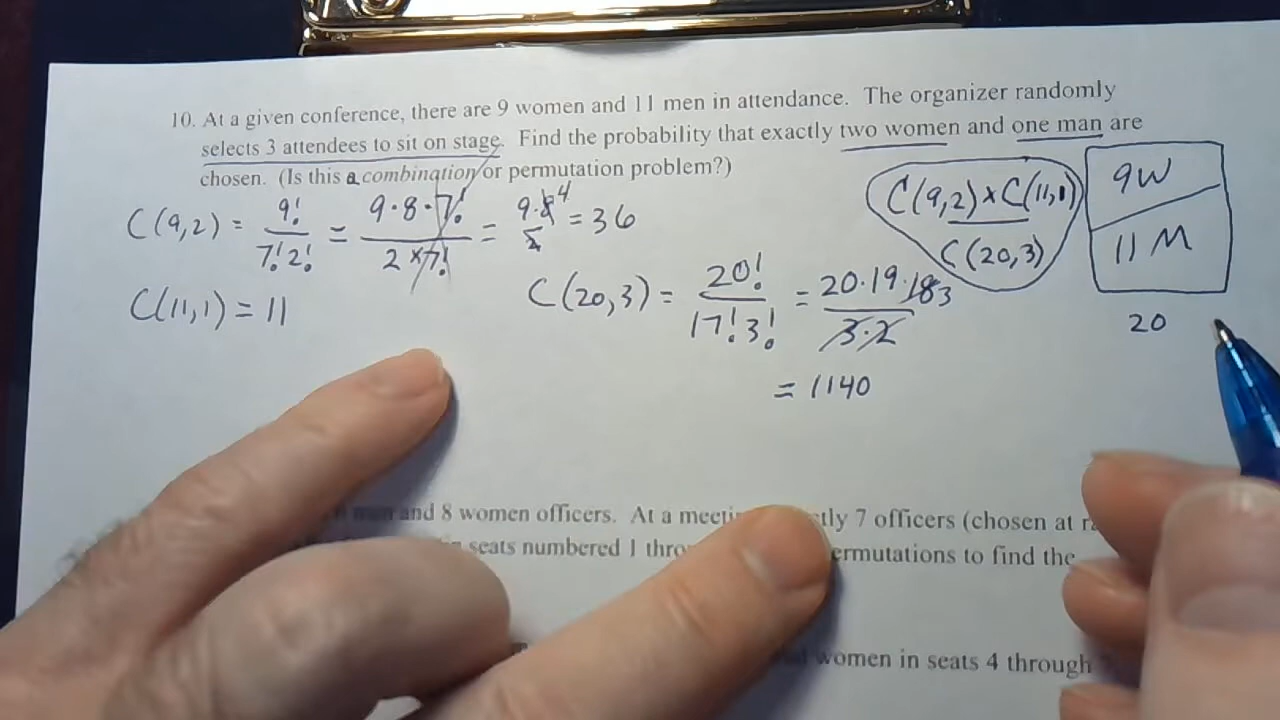 10. At a given conference, there are 9 women and 11 men in attendance. The organizer randomly
selects 3 attendees to sit on stage. Find the probability that exactly two women and one man are
chosen. (Is this a combination or permutation problem?)
C(9,2) = 9!/7!2! = 9·8·7!/2×7! = 9·8/2 4 = 36
C(9,2)×C(11,1)/C(20,3)
9W
11M
20
C(11,1) = 11
C(20,3) = 20!/17!3! = 20·19·18/3·2 3
= 1140
and 8 women officers. At a
7 officers (chosen at
seats numbered 1
to find the
women in seats 4 through